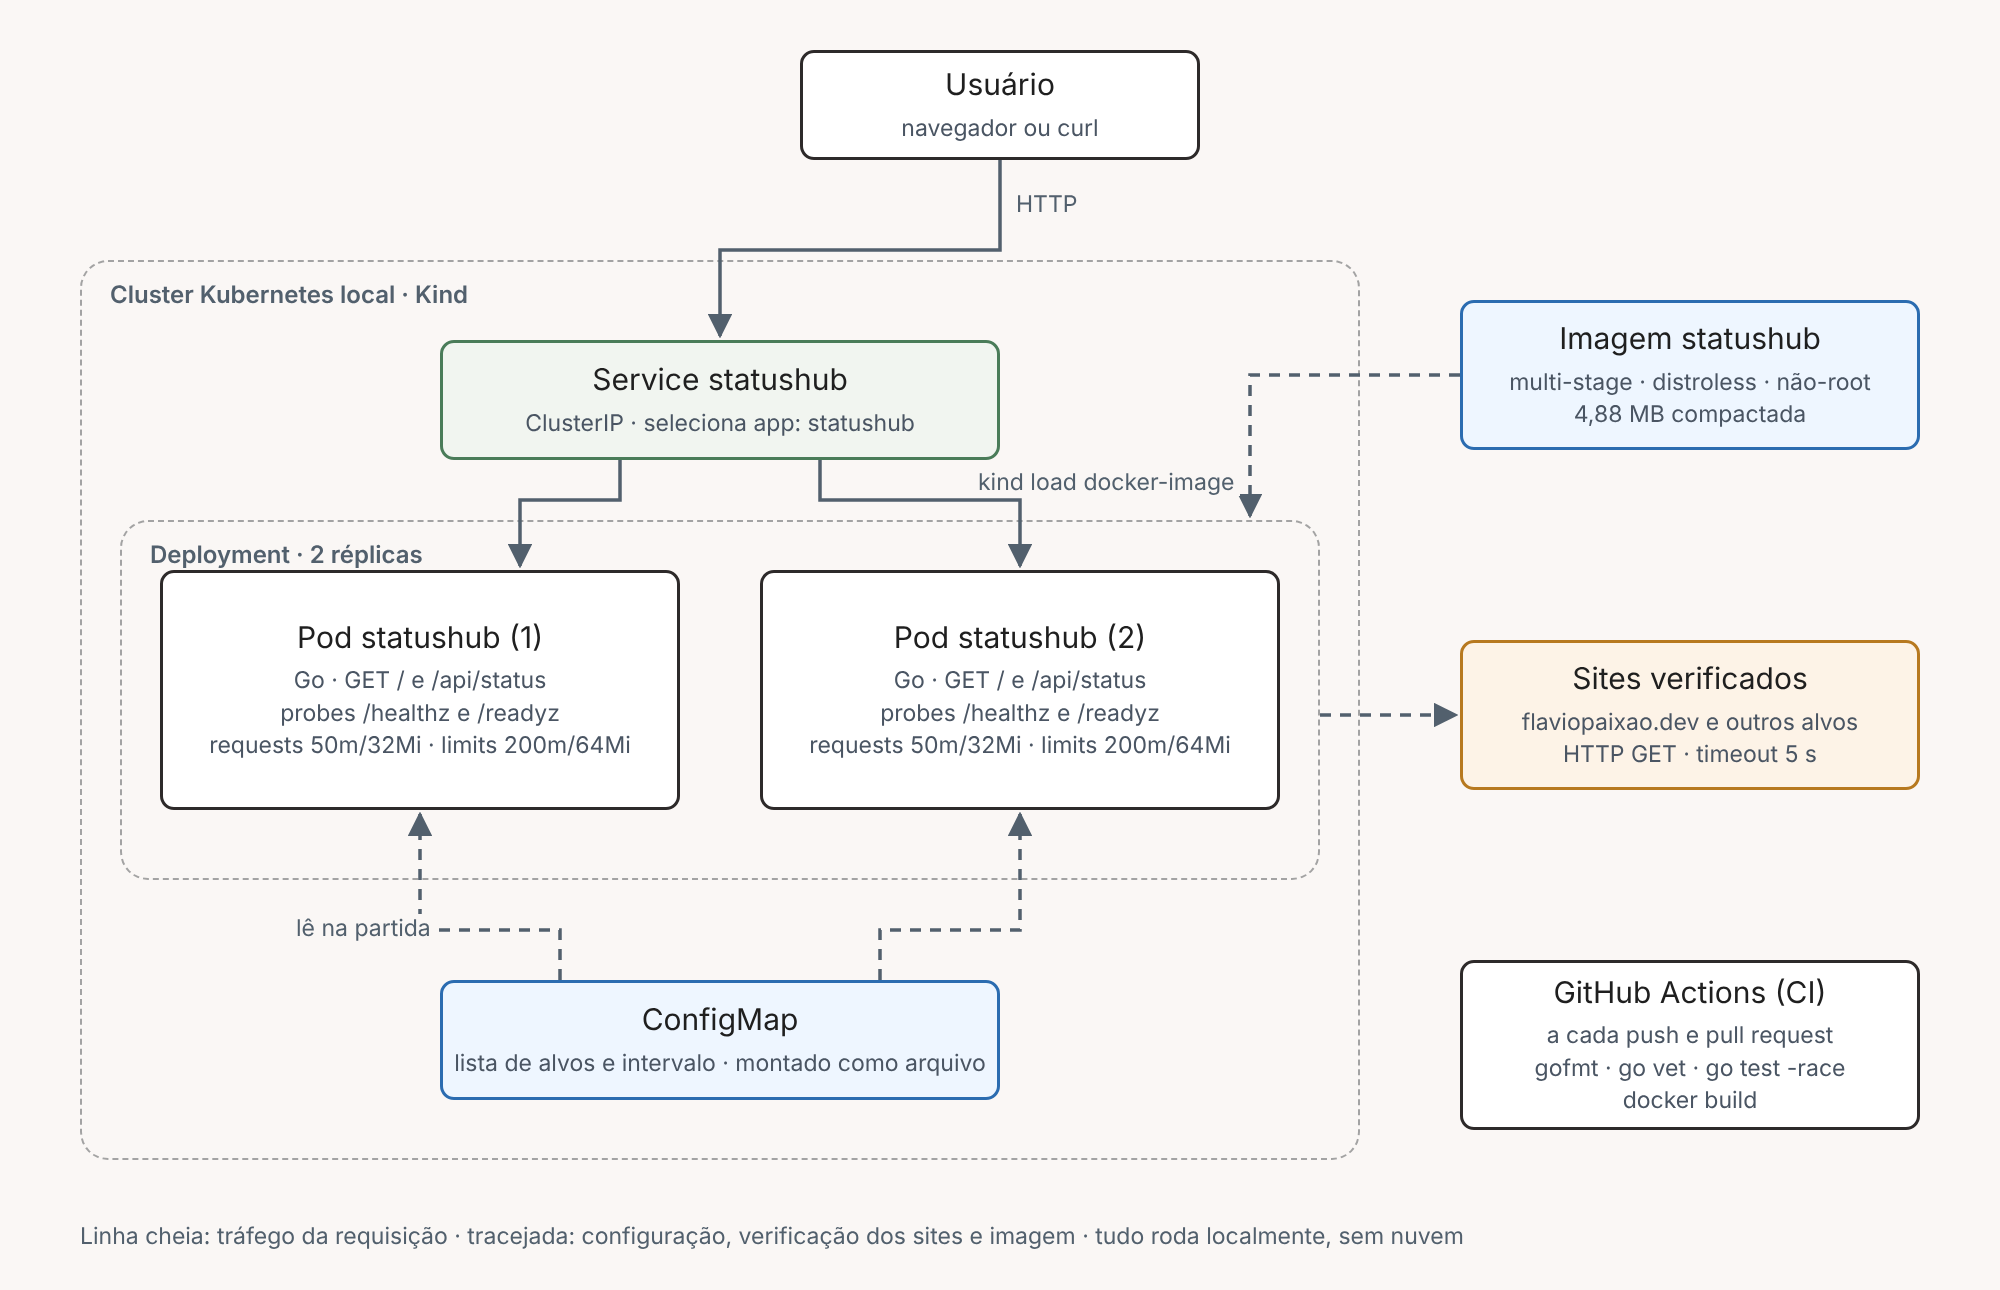 Usuário
navegador ou curl
HTTP
Cluster Kubernetes local · Kind
Service statushub
ClusterIP · seleciona app: statushub
Imagem statushub
multi-stage · distroless · não-root
4,88 MB compactada
kind load docker-image
Deployment · 2 réplicas
Pod statushub (1)
Go · GET / e /api/status
probes /healthz e /readyz
requests 50m/32Mi · limits 200m/64Mi
Pod statushub (2)
Go · GET / e /api/status
probes /healthz e /readyz
requests 50m/32Mi · limits 200m/64Mi
Sites verificados
flaviopaixao.dev e outros alvos
HTTP GET · timeout 5 s
lê na partida
ConfigMap
lista de alvos e intervalo · montado como arquivo
GitHub Actions (CI)
a cada push e pull request
gofmt · go vet · go test -race
docker build
Linha cheia: tráfego da requisição · tracejada: configuração, verificação dos sites e imagem · tudo roda localmente, sem nuvem